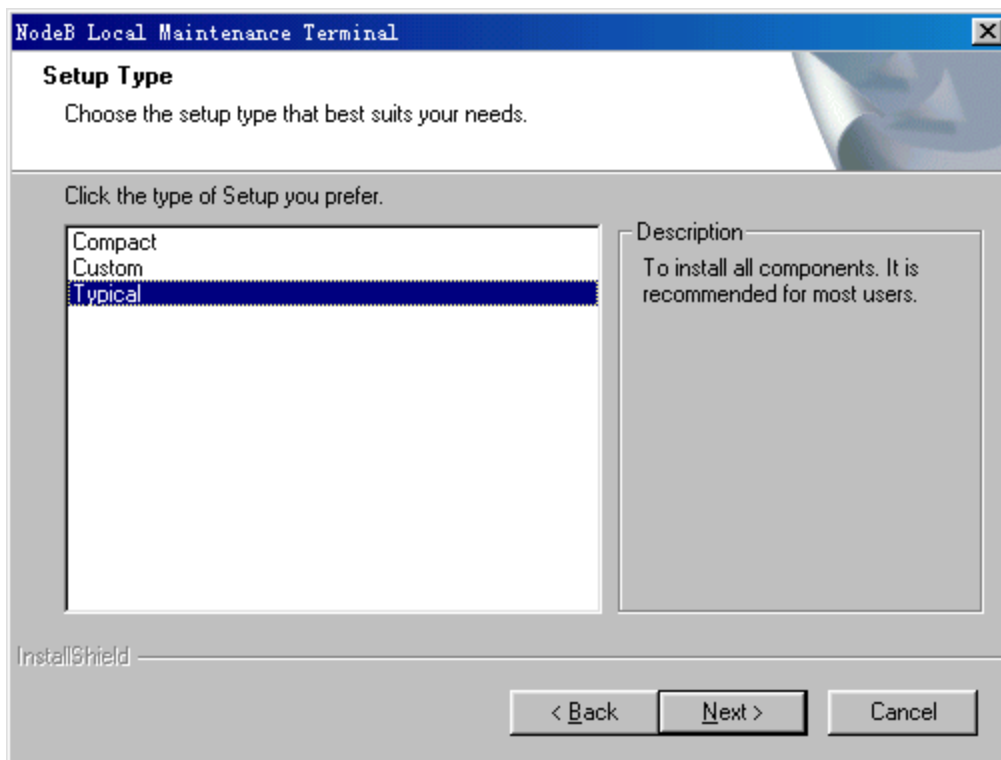 NodeB Local Maintenance Terminal
Setup Type
Choose the setup type that best suits your needs.
Click the type of Setup you prefer.
Compact
Custom
Typical
Description
To install all components. It is
recommended for most users.
InstallShield
< Back
Next >
Cancel